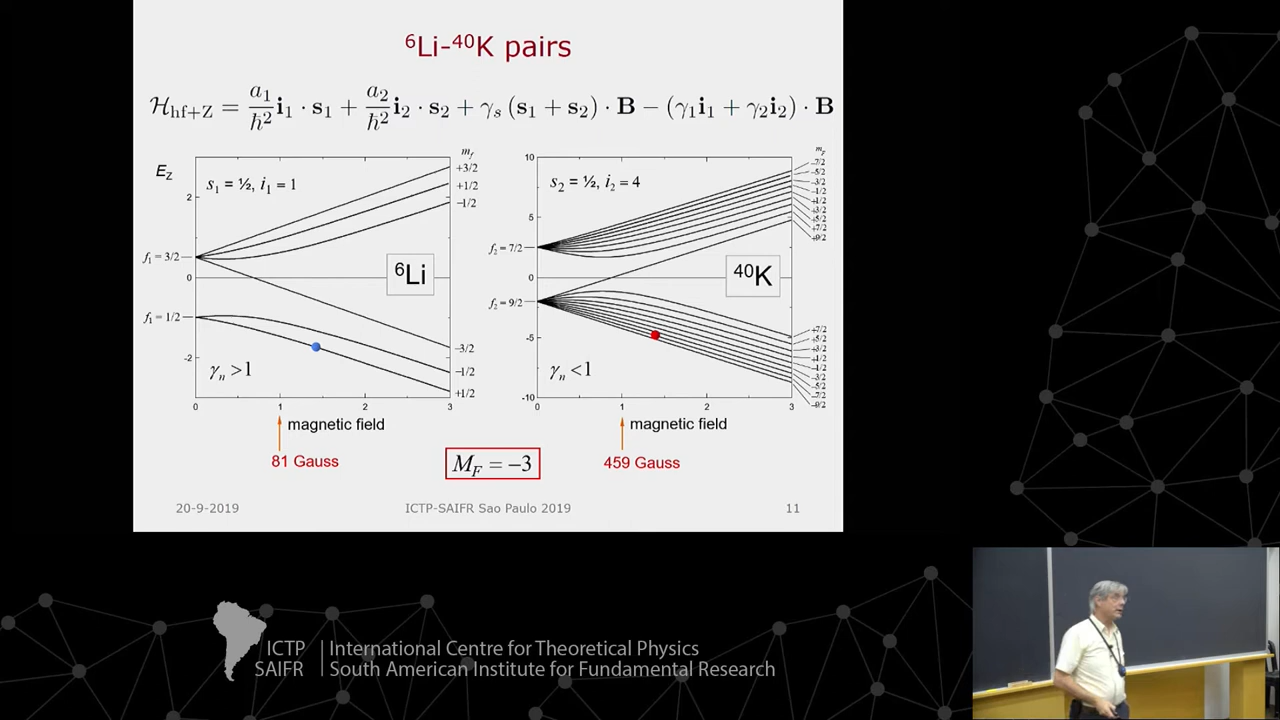 ⁶Li-⁴⁰K pairs
ℋ_hf+Z = a₁/ℏ² i₁ · s₁ + a₂/ℏ² i₂ · s₂ + γₛ (s₁ + s₂) · B − (γ₁i₁ + γ₂i₂) · B
E_Z
m_f
s₁ = ½, i₁ = 1
+3/2
+1/2
−1/2
2
f₁ = 3/2
0
⁶Li
f₁ = 1/2
-2
γₙ >1
−3/2
−1/2
+1/2
0 1 2 3
magnetic field
81 Gauss
m_F
10
s₂ = ½, i₂ = 4
−7/2
−5/2
−3/2
−1/2
+1/2
+3/2
+5/2
+7/2
+9/2
5
f₂ = 7/2
0
⁴⁰K
f₂ = 9/2
-5
γₙ <1
-10
+7/2
+5/2
+3/2
+1/2
−1/2
−3/2
−5/2
−7/2
−9/2
0 1 2 3
magnetic field
459 Gauss
M_F = −3
20-9-2019 ICTP-SAIFR Sao Paulo 2019 11
ICTP International Centre for Theoretical Physics
SAIFR South American Institute for Fundamental Research